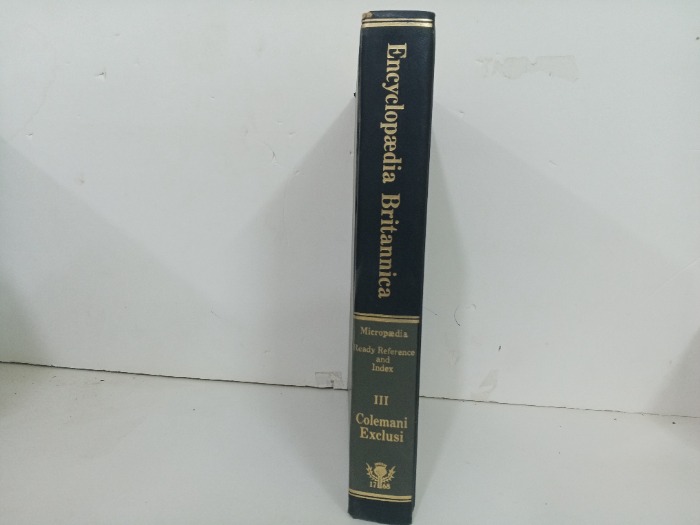 Encyclopædia Britannica
Micropædia
Ready Reference
and
Index
III
Colemani
Exclusi
1768